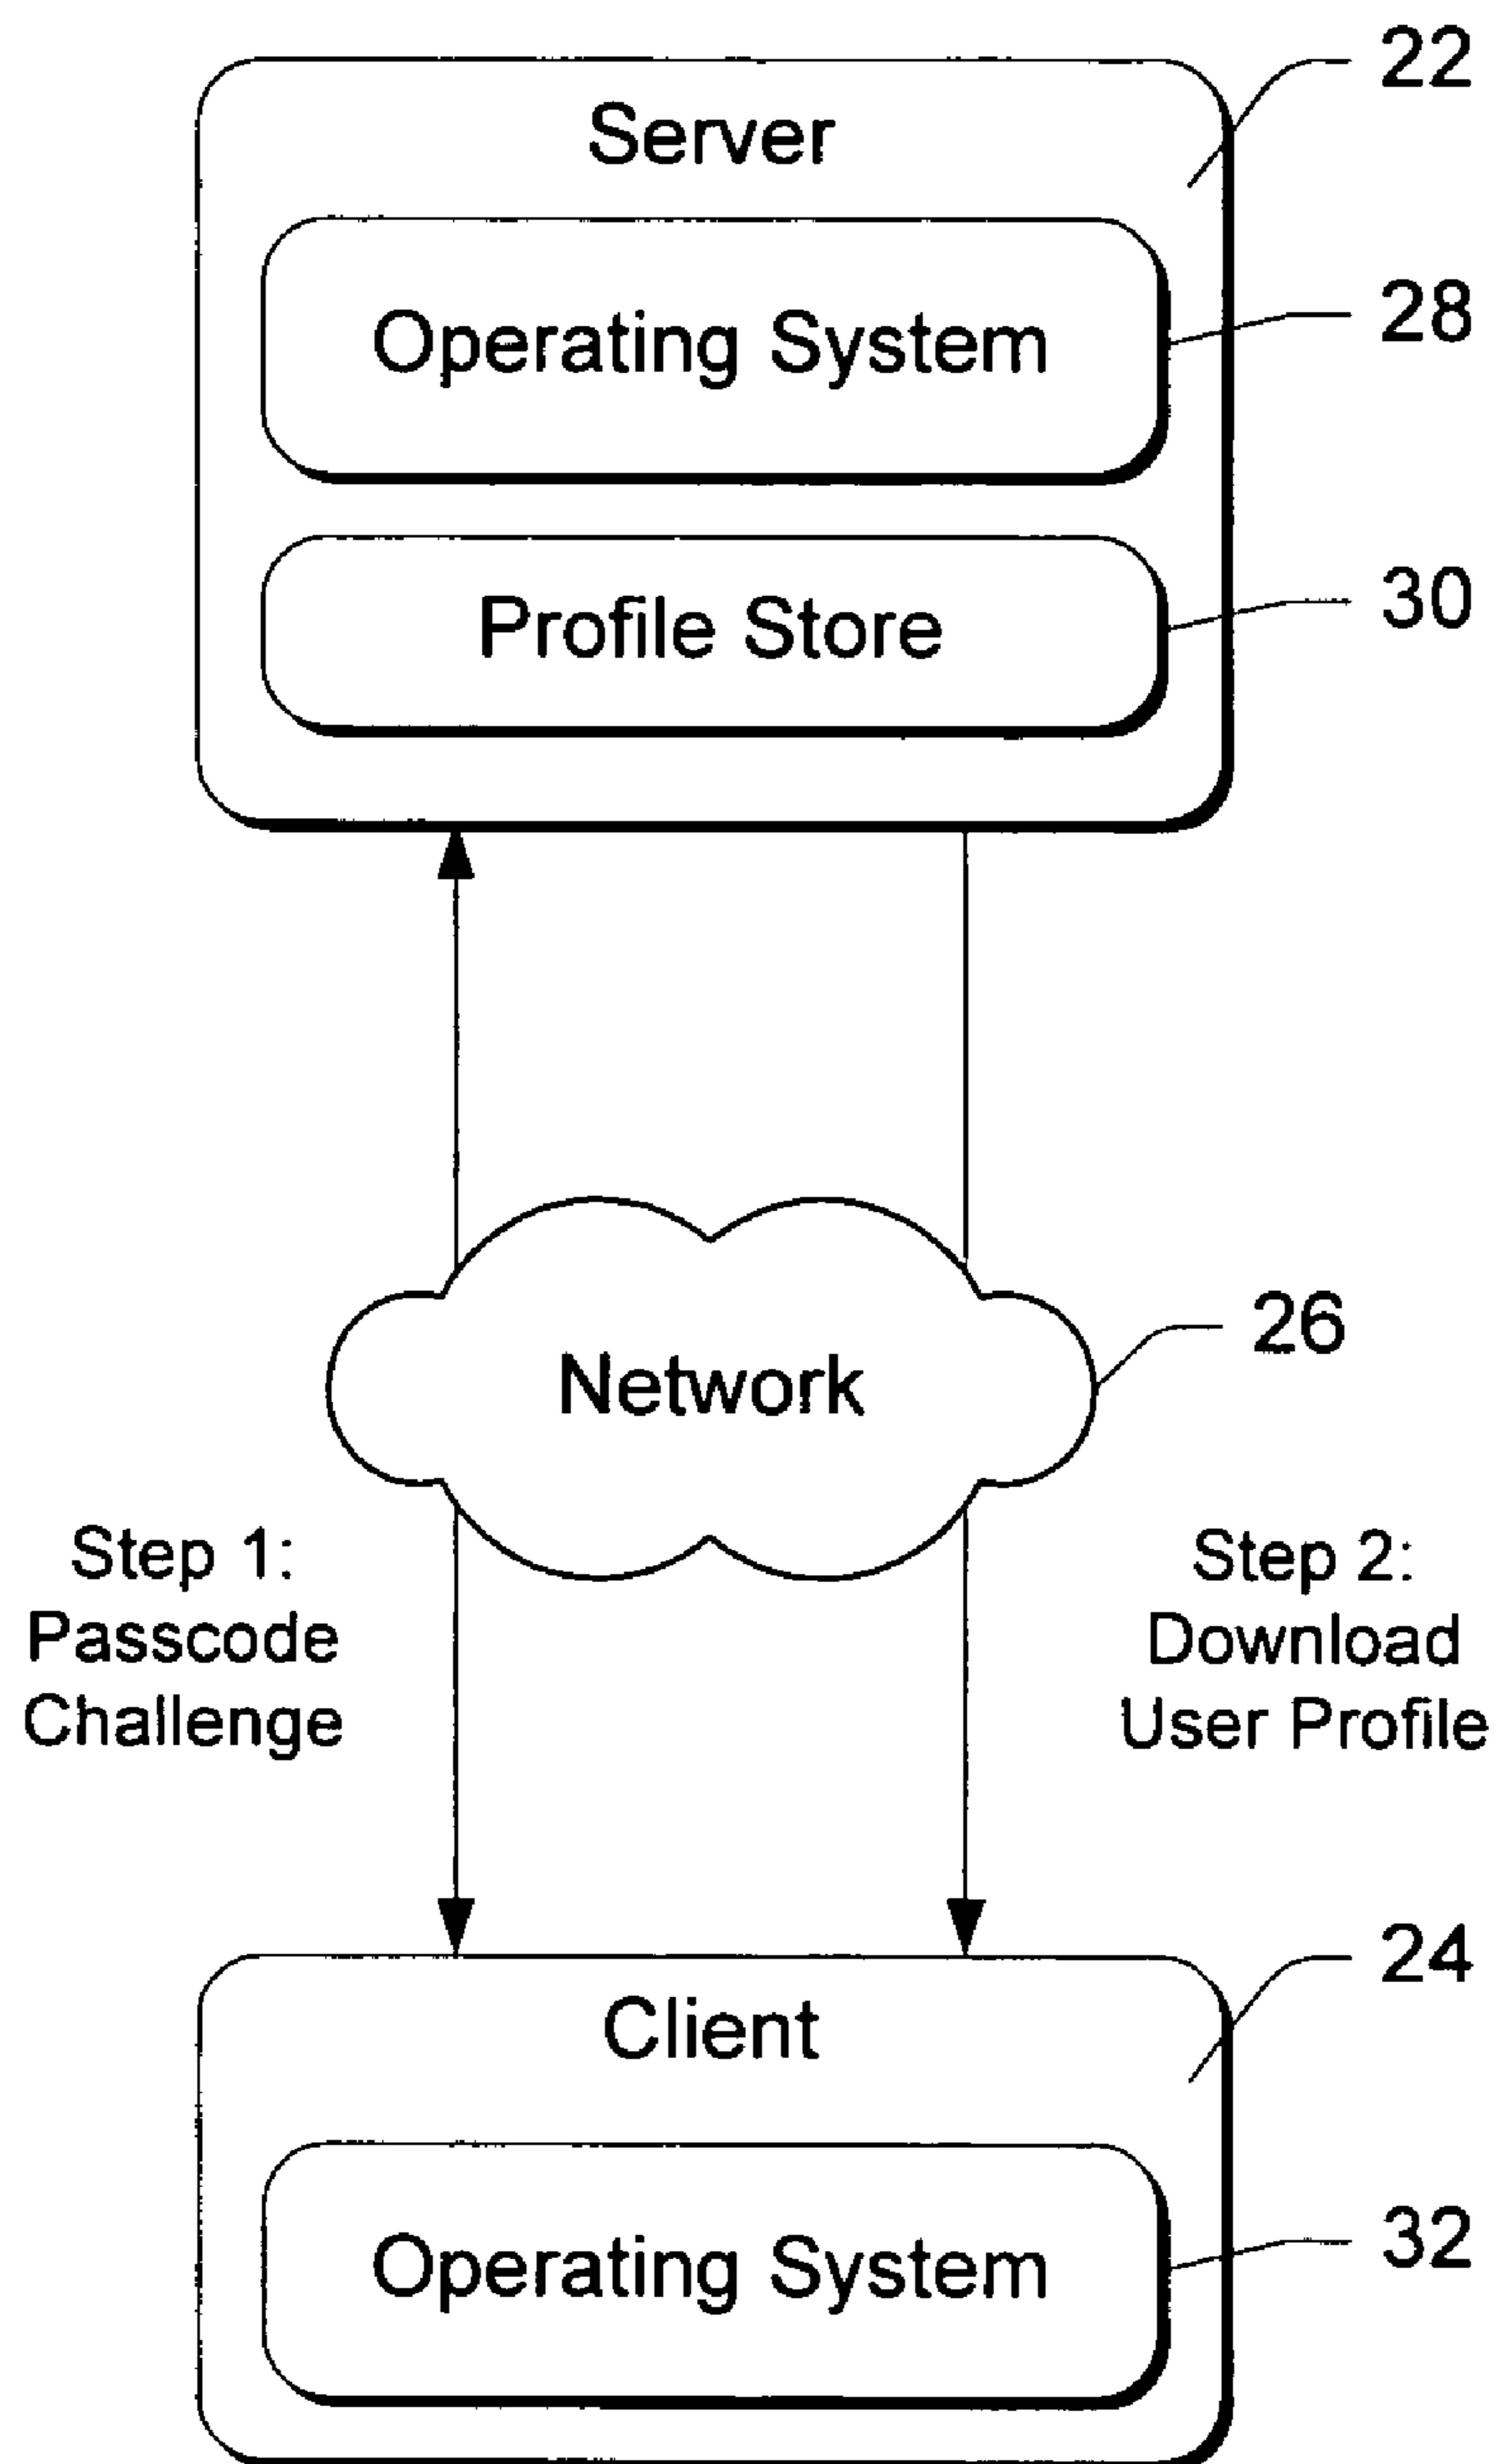 22
Server
Operating System
28
Profile Store
30
Network
26
Step 1:
Passcode
Challenge
Step 2:
Download
User Profile
24
Client
Operating System
32